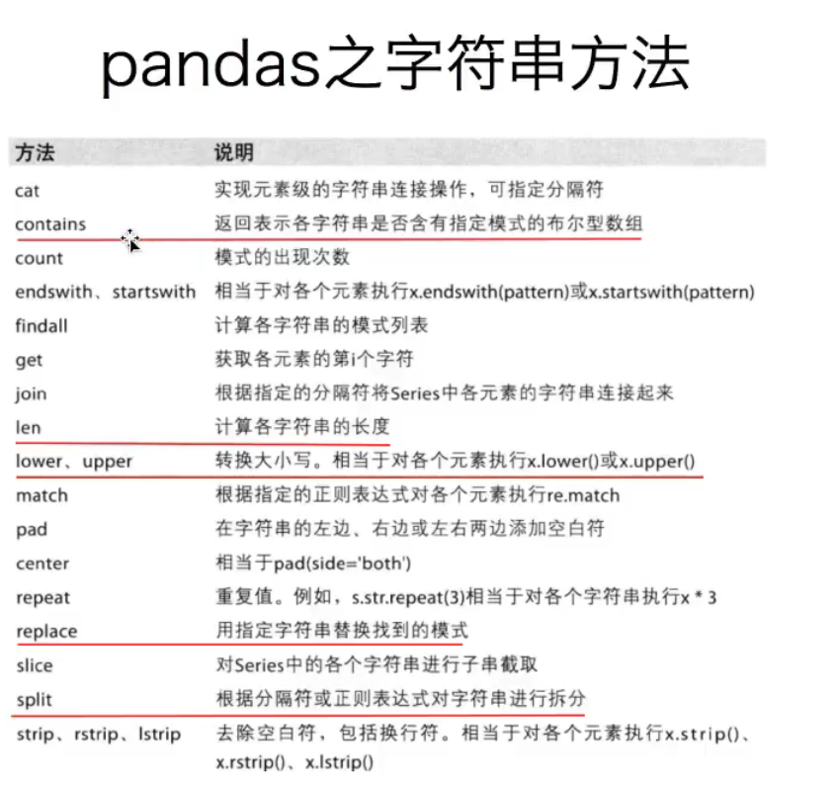 pandas之字符串方法
方法 说明
cat 实现元素级的字符串连接操作，可指定分隔符
contains 返回表示各字符串是否含有指定模式的布尔型数组
count 模式的出现次数
endswith、startswith 相当于对各个元素执行x.endswith(pattern)或x.startswith(pattern)
findall 计算各字符串的模式列表
get 获取各元素的第i个字符
join 根据指定的分隔符将Series中各元素的字符串连接起来
len 计算各字符串的长度
lower、upper 转换大小写。相当于对各个元素执行x.lower()或x.upper()
match 根据指定的正则表达式对各个元素执行re.match
pad 在字符串的左边、右边或左右两边添加空白符
center 相当于pad(side='both')
repeat 重复值。例如，s.str.repeat(3)相当于对各个字符串执行x * 3
replace 用指定字符串替换找到的模式
slice 对Series中的各个字符串进行子串截取
split 根据分隔符或正则表达式对字符串进行拆分
strip、rstrip、lstrip 去除空白符，包括换行符。相当于对各个元素执行x.strip()、
x.rstrip()、x.lstrip()